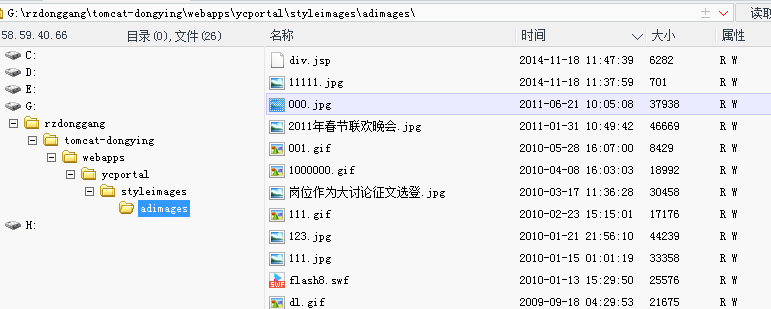 G:\rzdonggang\tomcat-dongying\webapps\ycportal\styleimages\adimages\ 读取
58.59.40.66 目录(0),文件(26) 名称 时间 大小 属性
C:
D:
E:
G:
rzdonggang
tomcat-dongying
webapps
ycportal
styleimages
adimages
H:
div.jsp 2014-11-18 11:47:39 6282 R W
11111.jpg 2014-11-18 11:37:59 701 R W
000.jpg 2011-06-21 10:05:08 37938 R W
2011年春节联欢晚会.jpg 2011-01-31 10:49:42 46669 R W
001.gif 2010-05-28 16:07:00 8429 R W
1000000.gif 2010-04-08 16:03:03 18992 R W
岗位作为大讨论征文选登.jpg 2010-03-17 11:36:28 30458 R W
111.gif 2010-02-23 15:15:01 17176 R W
123.jpg 2010-01-21 21:56:10 44239 R W
111.jpg 2010-01-15 01:01:19 33358 R W
flash8.swf 2010-01-13 15:29:50 25576 R W
dl.gif 2009-09-18 04:29:53 21675 R W